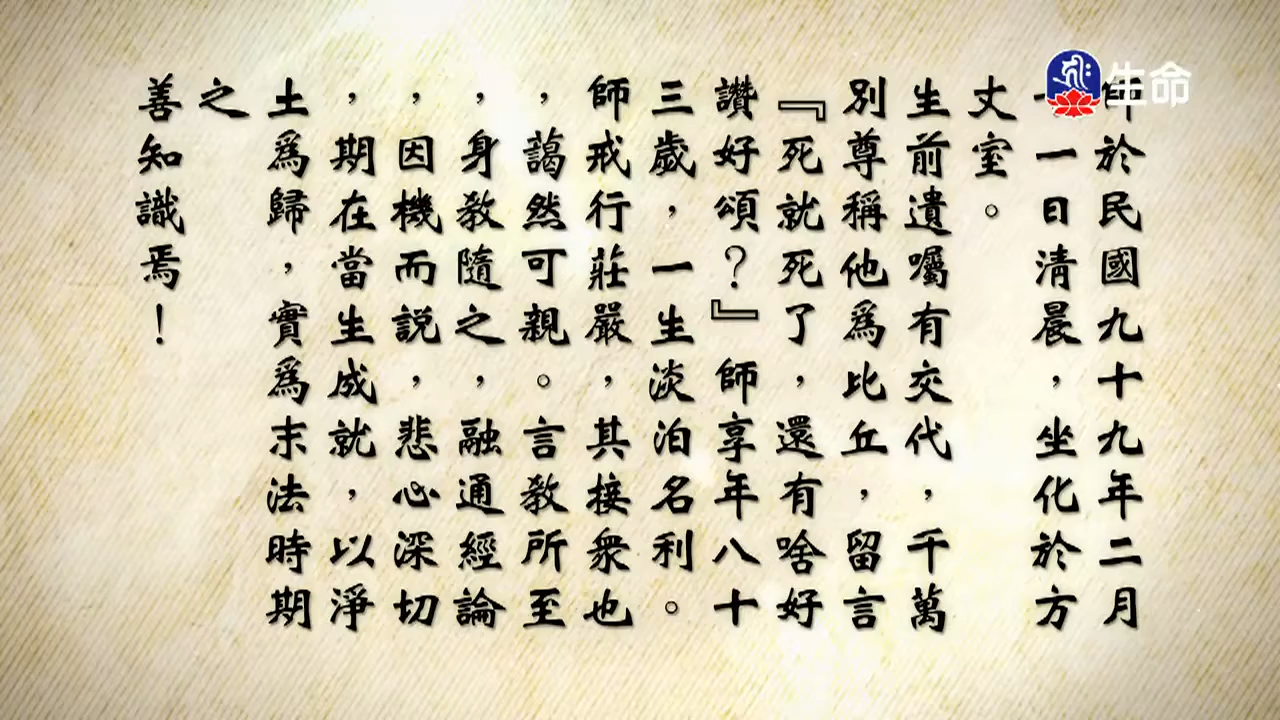 師於民國九十九年二月
一日清晨，坐化於方
丈室。
生前遺囑有交代，千萬
別尊稱他爲比丘，留言
『死就死了，還有啥好
讚好頌？』師享年八十
三歲，一生淡泊名利。
師戒行莊嚴，其接衆也
，藹然可親。言教所至
，身教隨之，融通經論
，因機而説，悲心深切
，期在當生成就，以淨
土爲歸，實爲末法時期
之
善知識焉！
生命